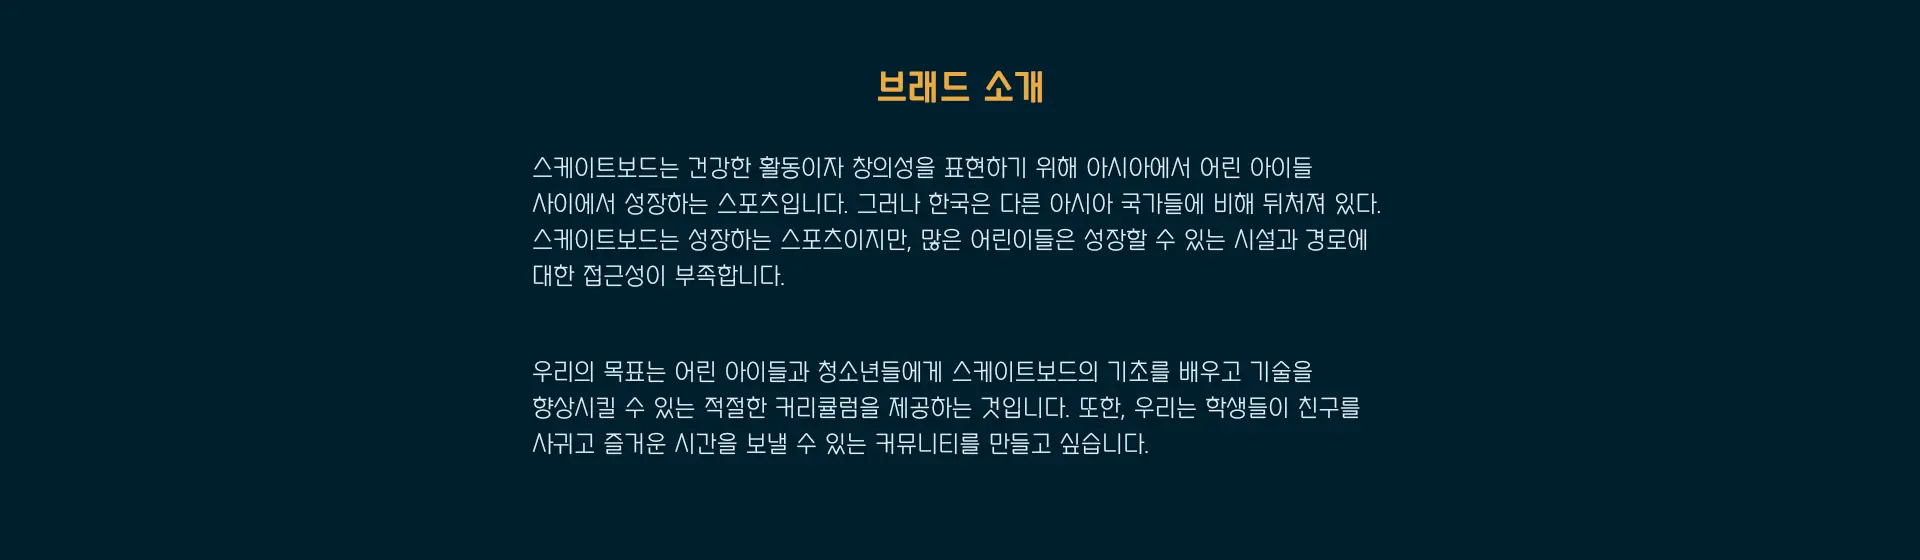 브래드 소개
스케이트보드는 건강한 활동이자 창의성을 표현하기 위해 아시아에서 어린 아이들
사이에서 성장하는 스포츠입니다. 그러나 한국은 다른 아시아 국가들에 비해 뒤처져 있다.
스케이트보드는 성장하는 스포츠이지만, 많은 어린이들은 성장할 수 있는 시설과 경로에
대한 접근성이 부족합니다.
우리의 목표는 어린 아이들과 청소년들에게 스케이트보드의 기초를 배우고 기술을
향상시킬 수 있는 적절한 커리큘럼을 제공하는 것입니다. 또한, 우리는 학생들이 친구를
사귀고 즐거운 시간을 보낼 수 있는 커뮤니티를 만들고 싶습니다.